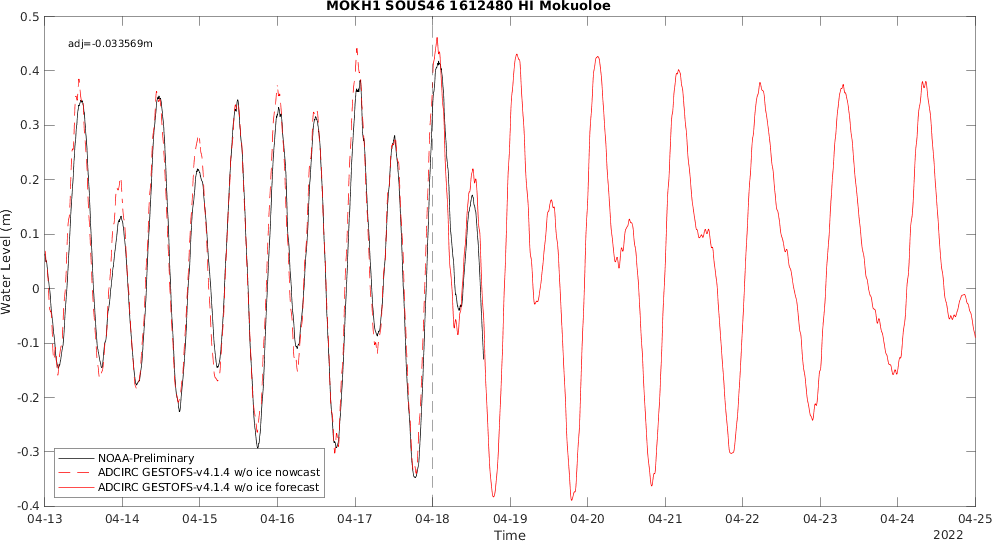 MOKH1 SOUS46 1612480 HI Mokuoloe
adj=-0.033569m
Water Level (m)
0.5
0.4
0.3
0.2
0.1
0
-0.1
-0.2
-0.3
-0.4
NOAA-Preliminary
ADCIRC GESTOFS-v4.1.4 w/o ice nowcast
ADCIRC GESTOFS-v4.1.4 w/o ice forecast
04-13 04-14 04-15 04-16 04-17 04-18 04-19 04-20 04-21 04-22 04-23 04-24 04-25
Time
2022